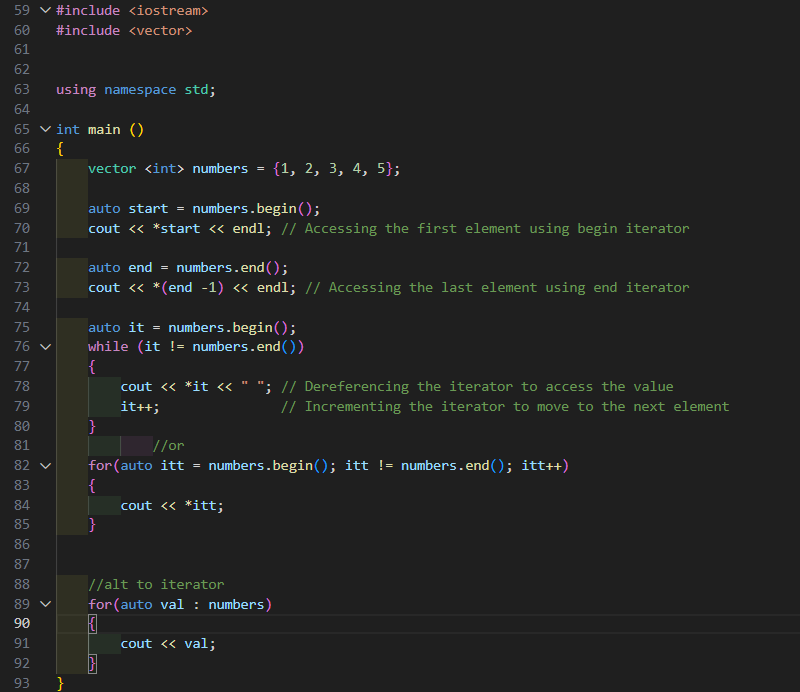 59 #include <iostream>
60 #include <vector>
61
62
63 using namespace std;
64
65 int main ()
66 {
67     vector <int> numbers = {1, 2, 3, 4, 5};
68
69     auto start = numbers.begin();
70     cout << *start << endl; // Accessing the first element using begin iterator
71
72     auto end = numbers.end();
73     cout << *(end -1) << endl; // Accessing the last element using end iterator
74
75     auto it = numbers.begin();
76     while (it != numbers.end())
77     {
78         cout << *it << " "; // Dereferencing the iterator to access the value
79         it++;               // Incrementing the iterator to move to the next element
80     }
81             //or
82     for(auto itt = numbers.begin(); itt != numbers.end(); itt++)
83     {
84         cout << *itt;
85     }
86
87
88     //alt to iterator
89     for(auto val : numbers)
90     {
91         cout << val;
92     }
93 }